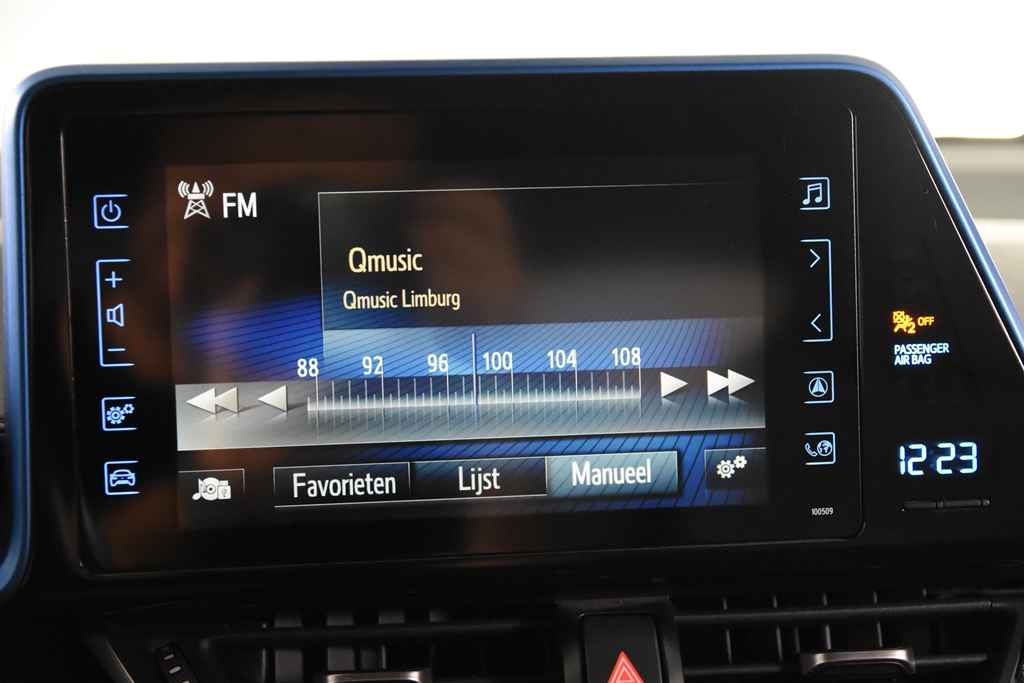 FM
Qmusic
Qmusic Limburg
88 92 96 100 104 108
Favorieten Lijst Manueel
100509
2 OFF
PASSENGER
AIR BAG
12:23